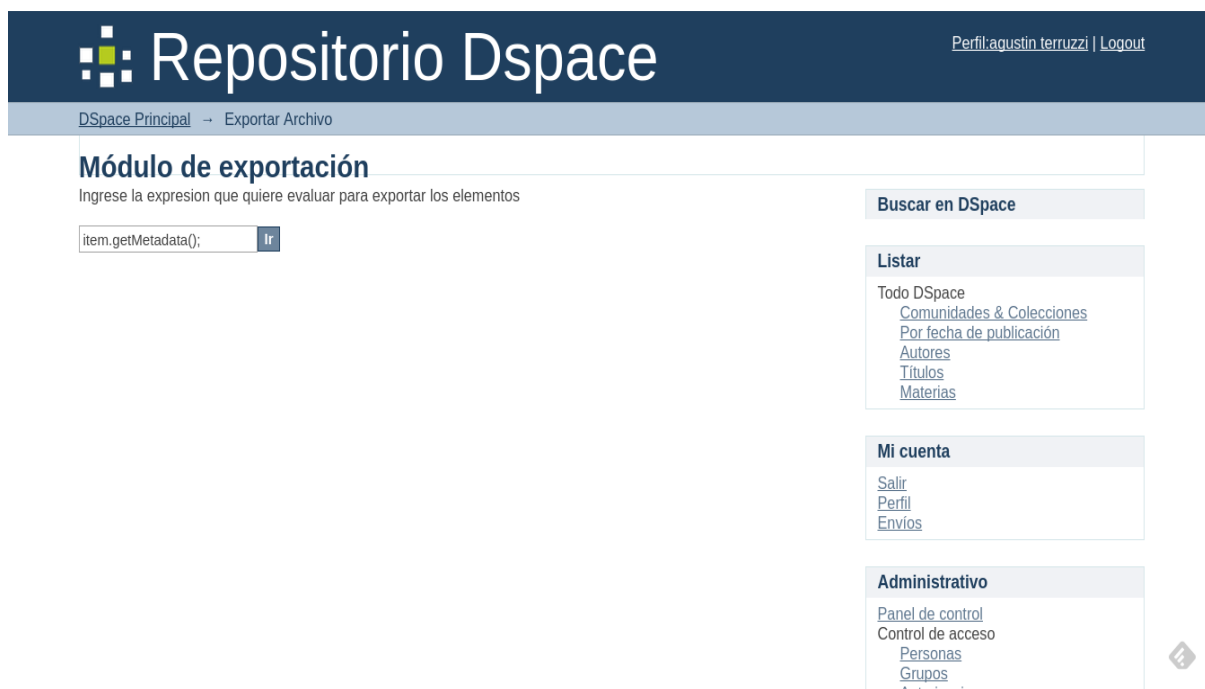 Repositorio Dspace
Perfil:agustin terruzzi | Logout
DSpace Principal → Exportar Archivo
Módulo de exportación
Ingrese la expresion que quiere evaluar para exportar los elementos
item.getMetadata();
Ir
Buscar en DSpace
Listar
Todo DSpace
Comunidades & Colecciones
Por fecha de publicación
Autores
Títulos
Materias
Mi cuenta
Salir
Perfil
Envíos
Administrativo
Panel de control
Control de acceso
Personas
Grupos